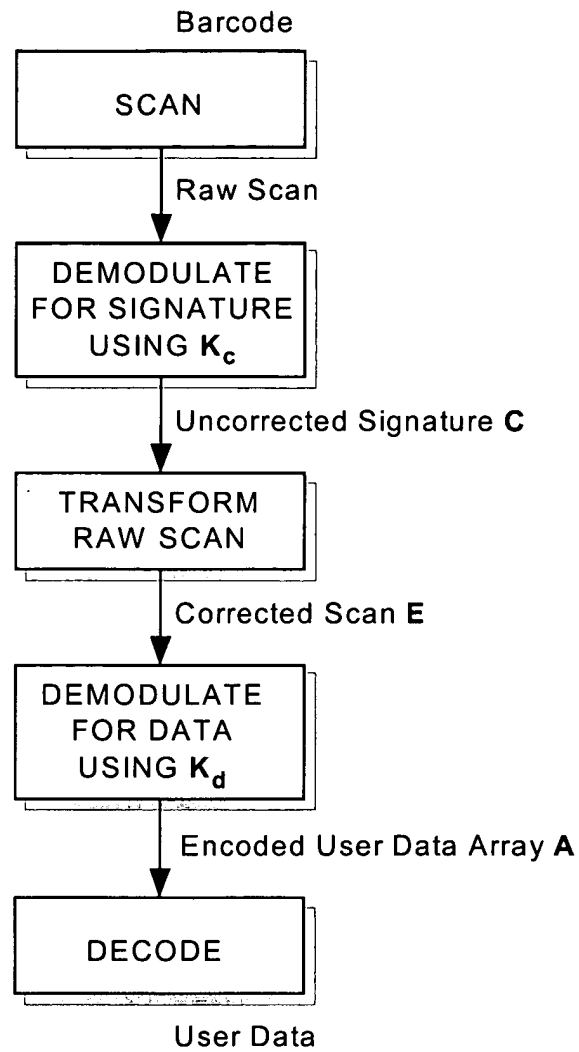 Barcode
SCAN
Raw Scan
DEMODULATE
FOR SIGNATURE
USING Kc
Uncorrected Signature C
TRANSFORM
RAW SCAN
Corrected Scan E
DEMODULATE
FOR DATA
USING Kd
Encoded User Data Array A
DECODE
User Data